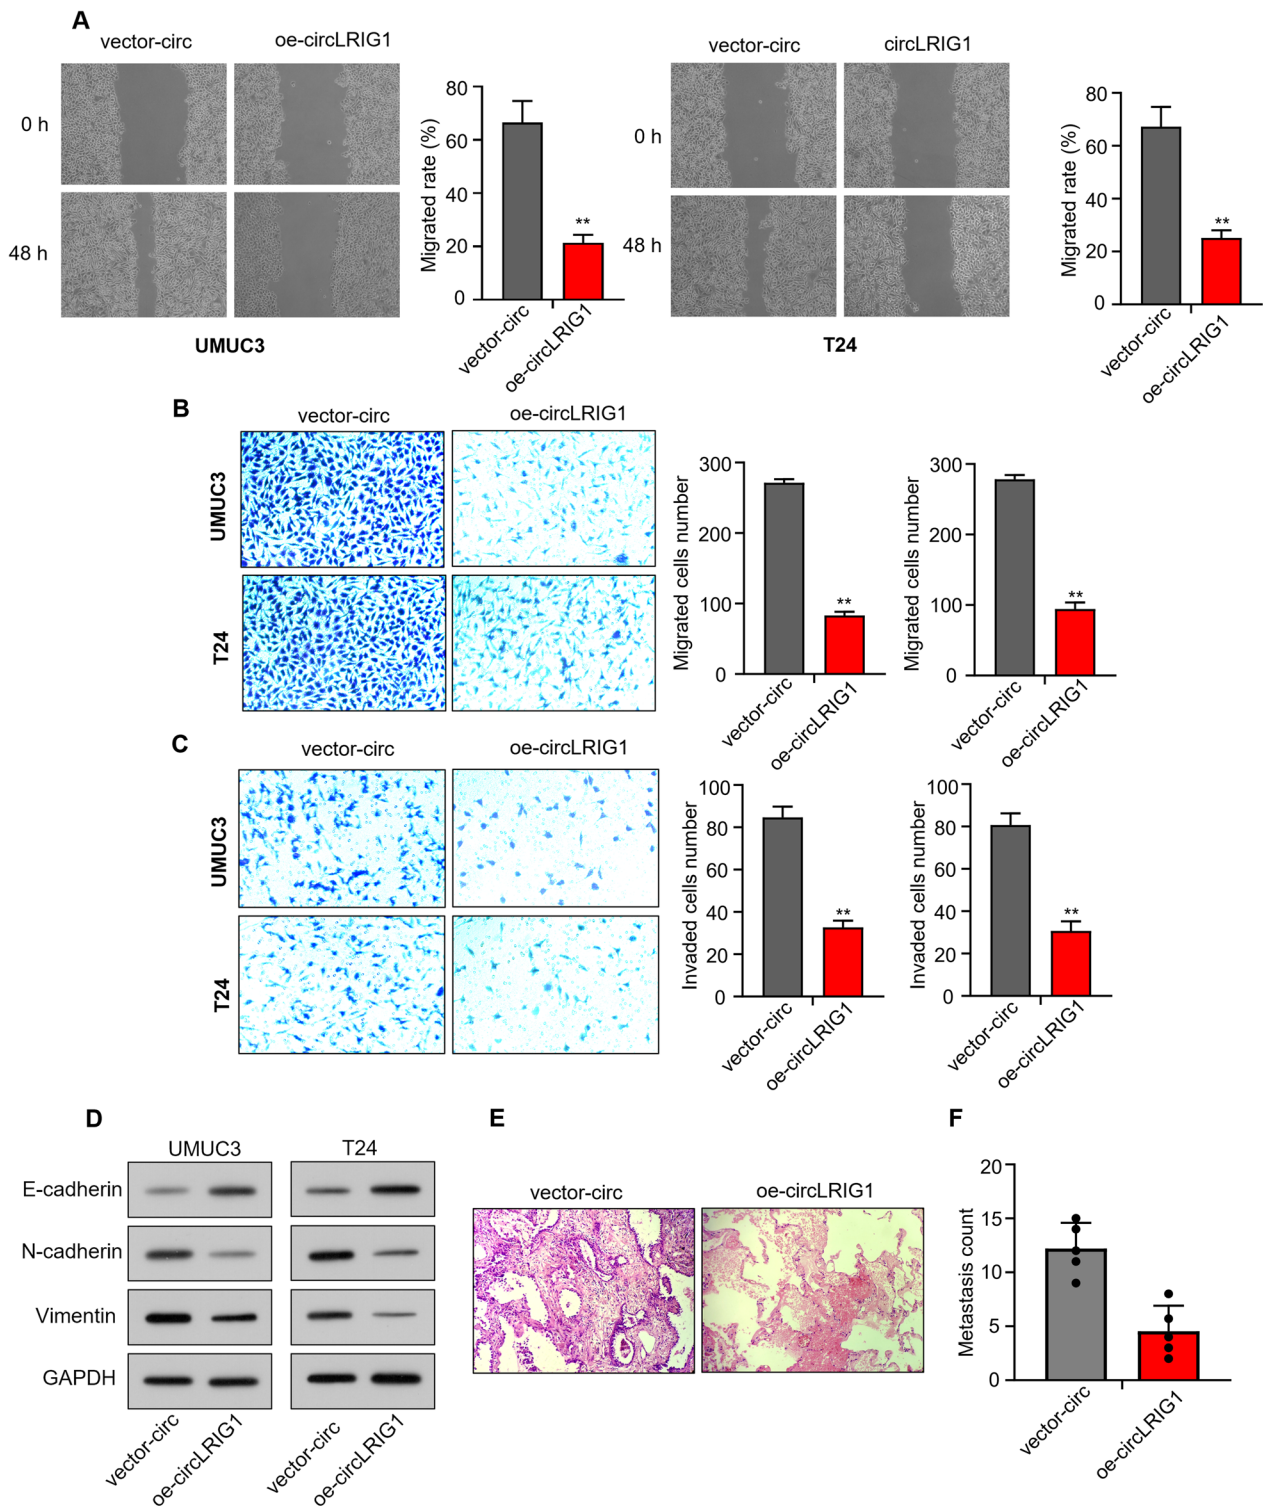 A
vector-circ oe-circLRIG1
0 h
48 h
UMUC3
80
60
40
20
0
Migrated rate (%)
**
vector-circ
oe-circLRIG1
vector-circ circLRIG1
0 h
48 h
T24
80
60
40
20
0
Migrated rate (%)
**
vector-circ
oe-circLRIG1
B
vector-circ oe-circLRIG1
UMUC3
T24
300
200
100
0
Migrated cells number
**
vector-circ
oe-circLRIG1
300
200
100
0
Migrated cells number
**
vector-circ
oe-circLRIG1
C
vector-circ oe-circLRIG1
UMUC3
T24
100
80
60
40
20
0
Invaded cells number
**
vector-circ
oe-circLRIG1
100
80
60
40
20
0
Invaded cells number
**
vector-circ
oe-circLRIG1
D
UMUC3 T24
E-cadherin
N-cadherin
Vimentin
GAPDH
vector-circ
oe-circLRIG1
vector-circ
oe-circLRIG1
E
vector-circ oe-circLRIG1
F
20
15
10
5
0
Metastasis count
vector-circ
oe-circLRIG1